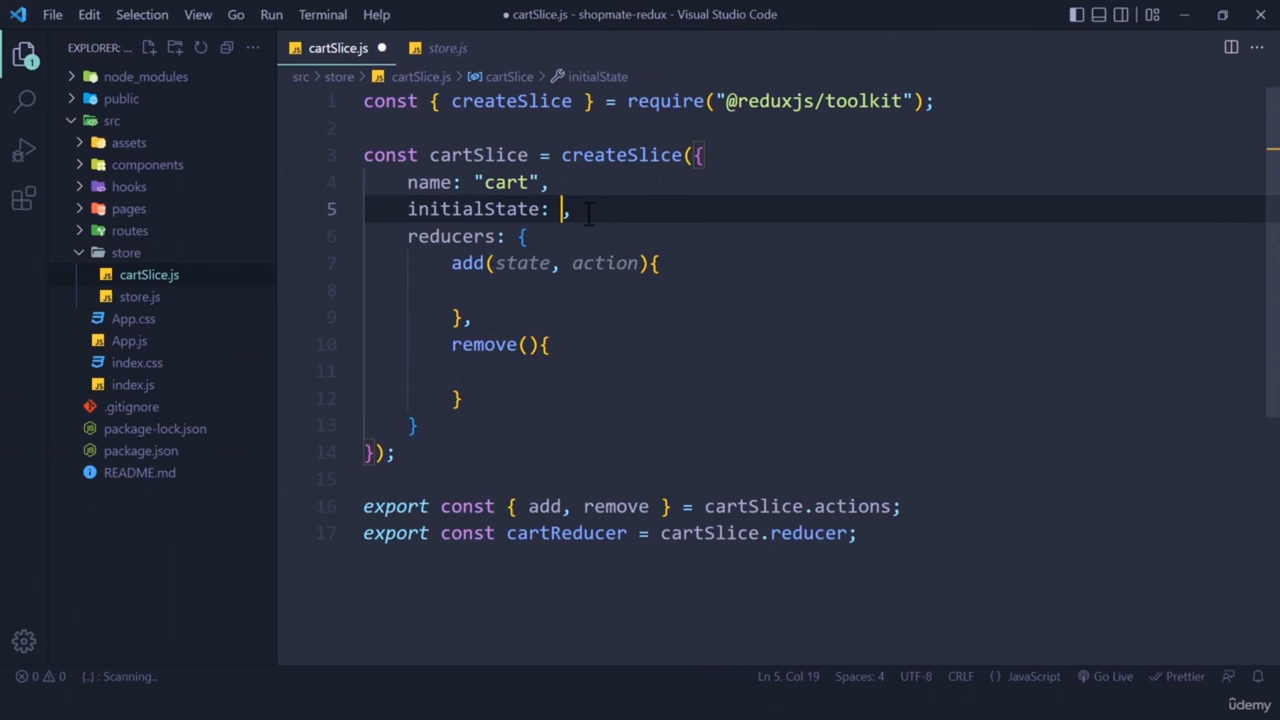 File Edit Selection View Go Run Terminal Help
cartSlice.js - shopmate-redux - Visual Studio Code
EXPLORER: ...
cartSlice.js
store.js
src > store > cartSlice.js > cartSlice > initialState
1
node_modules
public
src
assets
components
hooks
pages
routes
store
cartSlice.js
store.js
App.css
App.js
index.css
index.js
.gitignore
package-lock.json
package.json
README.md
1 const { createSlice } = require("@reduxjs/toolkit");
2
3 const cartSlice = createSlice({
4 name: "cart",
5 initialState: ,
6 reducers: {
7 add(state, action){
8
9 },
10 remove(){
11
12 }
13 }
14 });
15
16 export const { add, remove } = cartSlice.actions;
17 export const cartReducer = cartSlice.reducer;
0 0 {..} : Scanning..
Ln 5, Col 19 Spaces: 4 UTF-8 CRLF {} JavaScript Go Live Prettier
ûdemy